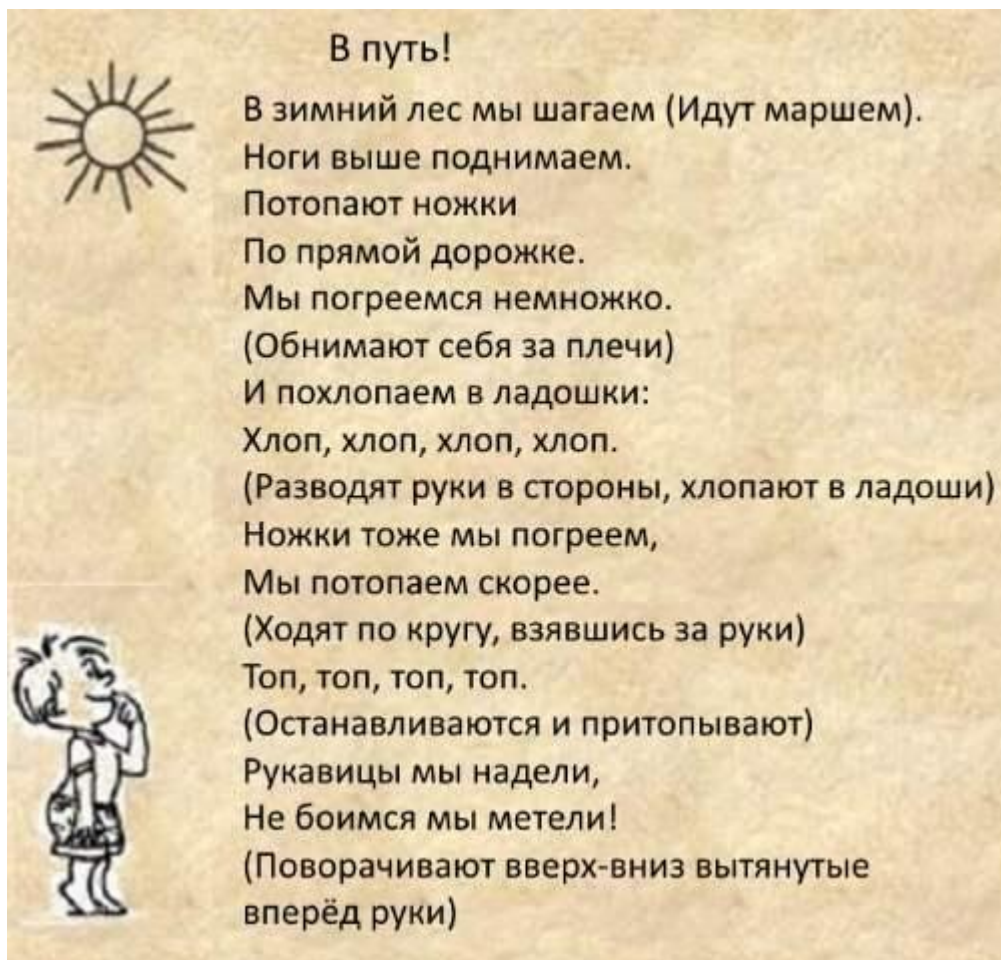 В путь!
В зимний лес мы шагаем (Идут маршем).
Ноги выше поднимаем.
Потопают ножки
По прямой дорожке.
Мы погреемся немножко.
(Обнимают себя за плечи)
И похлопаем в ладошки:
Хлоп, хлоп, хлоп, хлоп.
(Разводят руки в стороны, хлопают в ладоши)
Ножки тоже мы погреем,
Мы потопаем скорее.
(Ходят по кругу, взявшись за руки)
Топ, топ, топ, топ.
(Останавливаются и притопывают)
Рукавицы мы надели,
Не боимся мы метели!
(Поворачивают вверх-вниз вытянутые
вперёд руки)